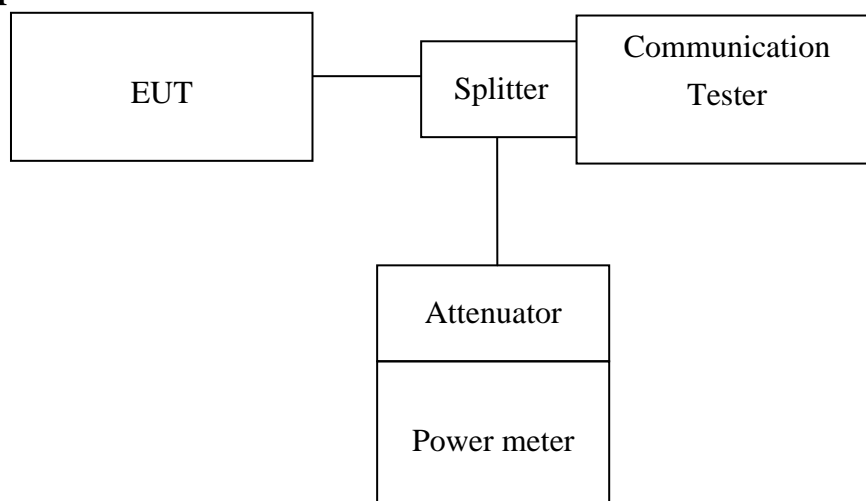 EUT
Splitter
Communication
Tester
Attenuator
Power meter